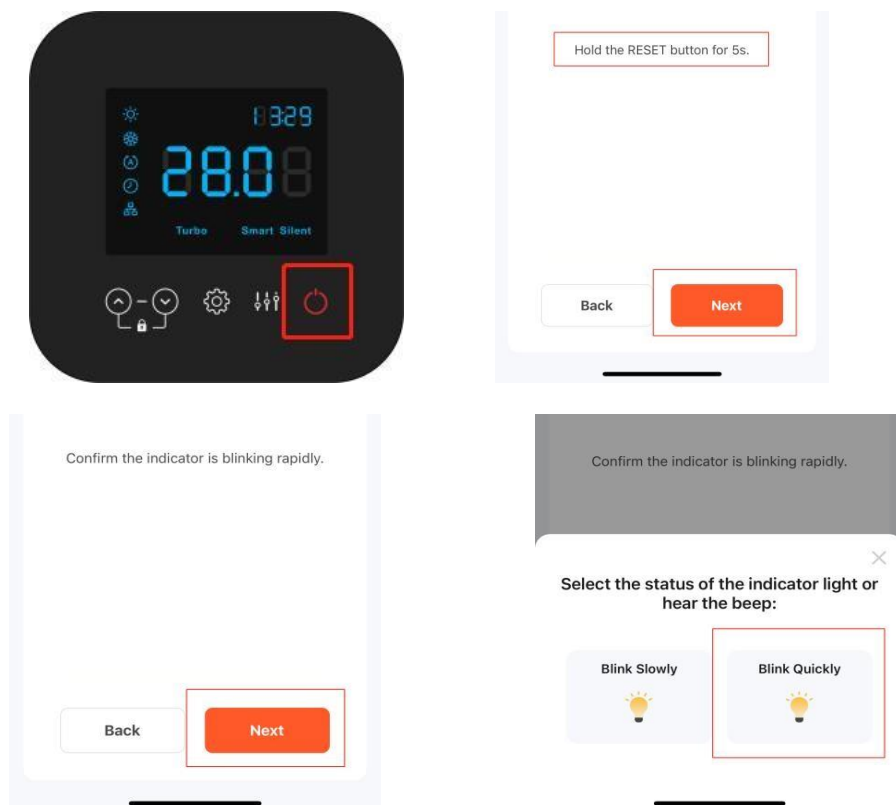 13:29
28.0
Turbo Smart Silent
Hold the RESET button for 5s.
Back Next
Confirm the indicator is blinking rapidly.
Back Next
Confirm the indicator is blinking rapidly.
Select the status of the indicator light or
hear the beep:
Blink Slowly Blink Quickly